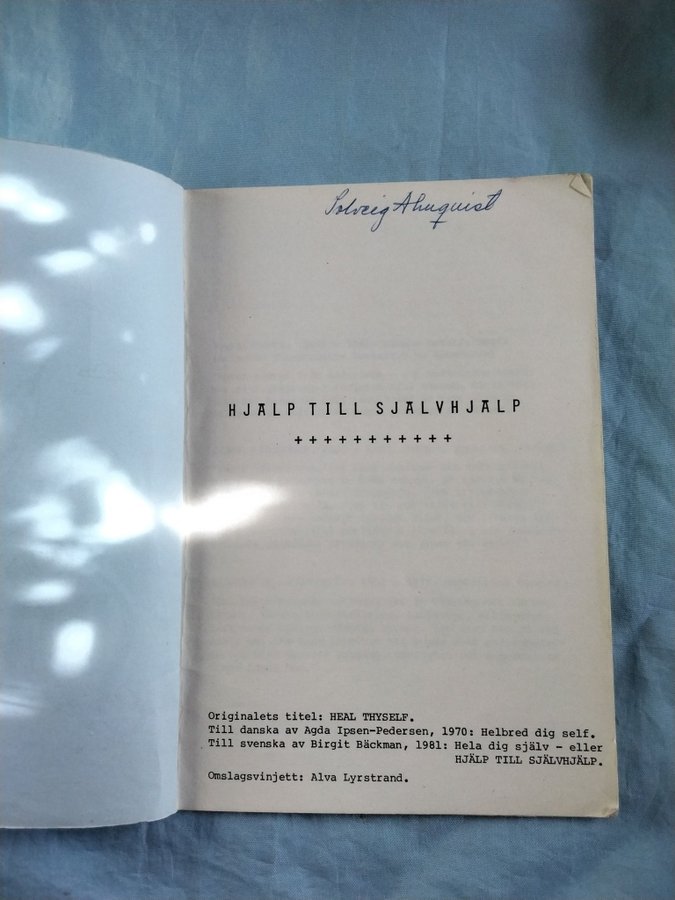 Solveig Ahnquist
HJÄLP TILL SJÄLVHJÄLP
+++++++++++
Originalets titel: HEAL THYSELF.
Till danska av Agda Ipsen-Pedersen, 1970: Helbred dig self.
Till svenska av Birgit Bäckman, 1981: Hela dig själv - eller
HJÄLP TILL SJÄLVHJÄLP.
Omslagsvinjett: Alva Lyrstrand.